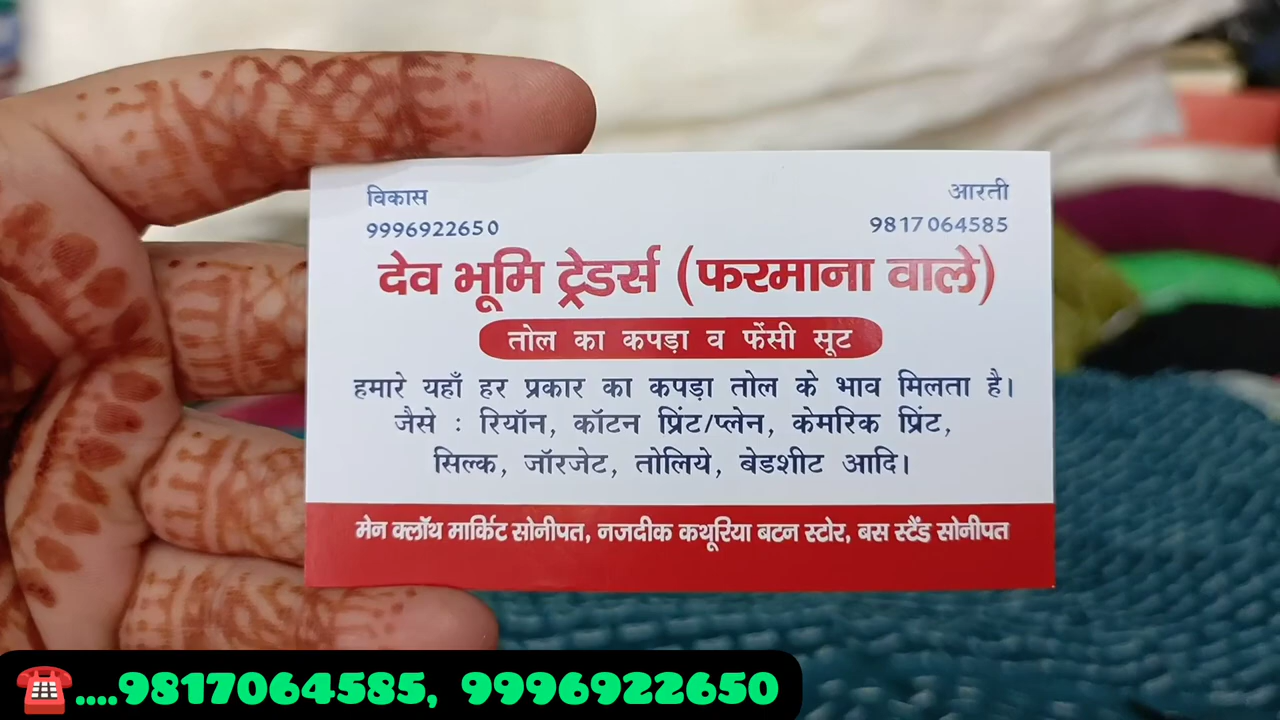 विकास
9996922650
आरती
9817064585
देव भूमि ट्रेडर्स (फरमाना वाले)
तोल का कपड़ा व फेंसी सूट
हमारे यहाँ हर प्रकार का कपड़ा तोल के भाव मिलता है।
जैसे : रियॉन, कॉटन प्रिंट/प्लेन, केमरिक प्रिंट,
सिल्क, जॉरजेट, तोलिये, बेडशीट आदि।
मेन क्लॉथ मार्किट सोनीपत, नजदीक कथूरिया बटन स्टोर, बस स्टैंड सोनीपत
☎....9817064585, 9996922650